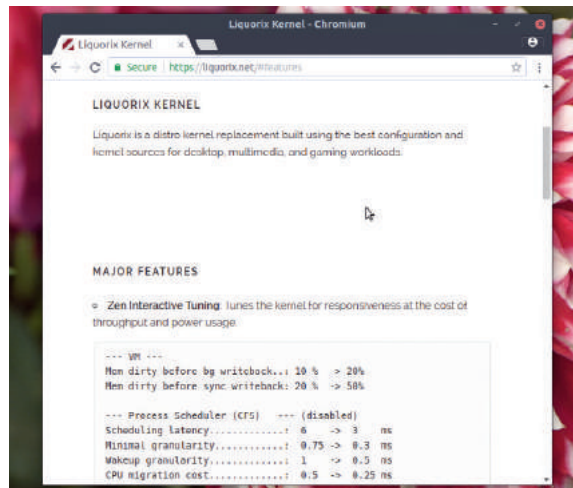 Liquorix Kernel - Chromium
Liquorix Kernel ×
Secure https://liquorix.net/#features
LIQUORIX KERNEL
Liquorix is a distro kernel replacement built using the best configuration and
kernel sources for desktop, multimedia, and gaming workloads.
MAJOR FEATURES
Zen Interactive Tuning: Tunes the kernel for responsiveness at the cost of
throughput and power usage.
--- VM ---
Mem dirty before bg writeback..: 10 % -> 20%
Mem dirty before sync writeback: 20 % -> 50%
--- Process Scheduler (CFS) --- (disabled)
Scheduling latency.............: 6 -> 3 ms
Minimal granularity............: 0.75 -> 0.3 ms
Wakeup granularity.............: 1 -> 0.5 ms
CPU migration cost.............: 0.5 -> 0.25 ms